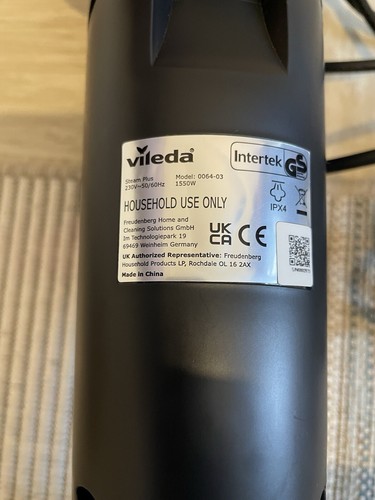 vileda®
Intertek GS
Steam Plus Model: 0064-03
230V~50/60Hz 1550W
IPX4
HOUSEHOLD USE ONLY
Freudenberg Home and
Cleaning Solutions GmbH
Im Technologiepark 19
69469 Weinheim Germany
UK
CA
CE
UK Authorized Representative: Freudenberg
Household Products LP, Rochdale OL 16 2AX
Made in China